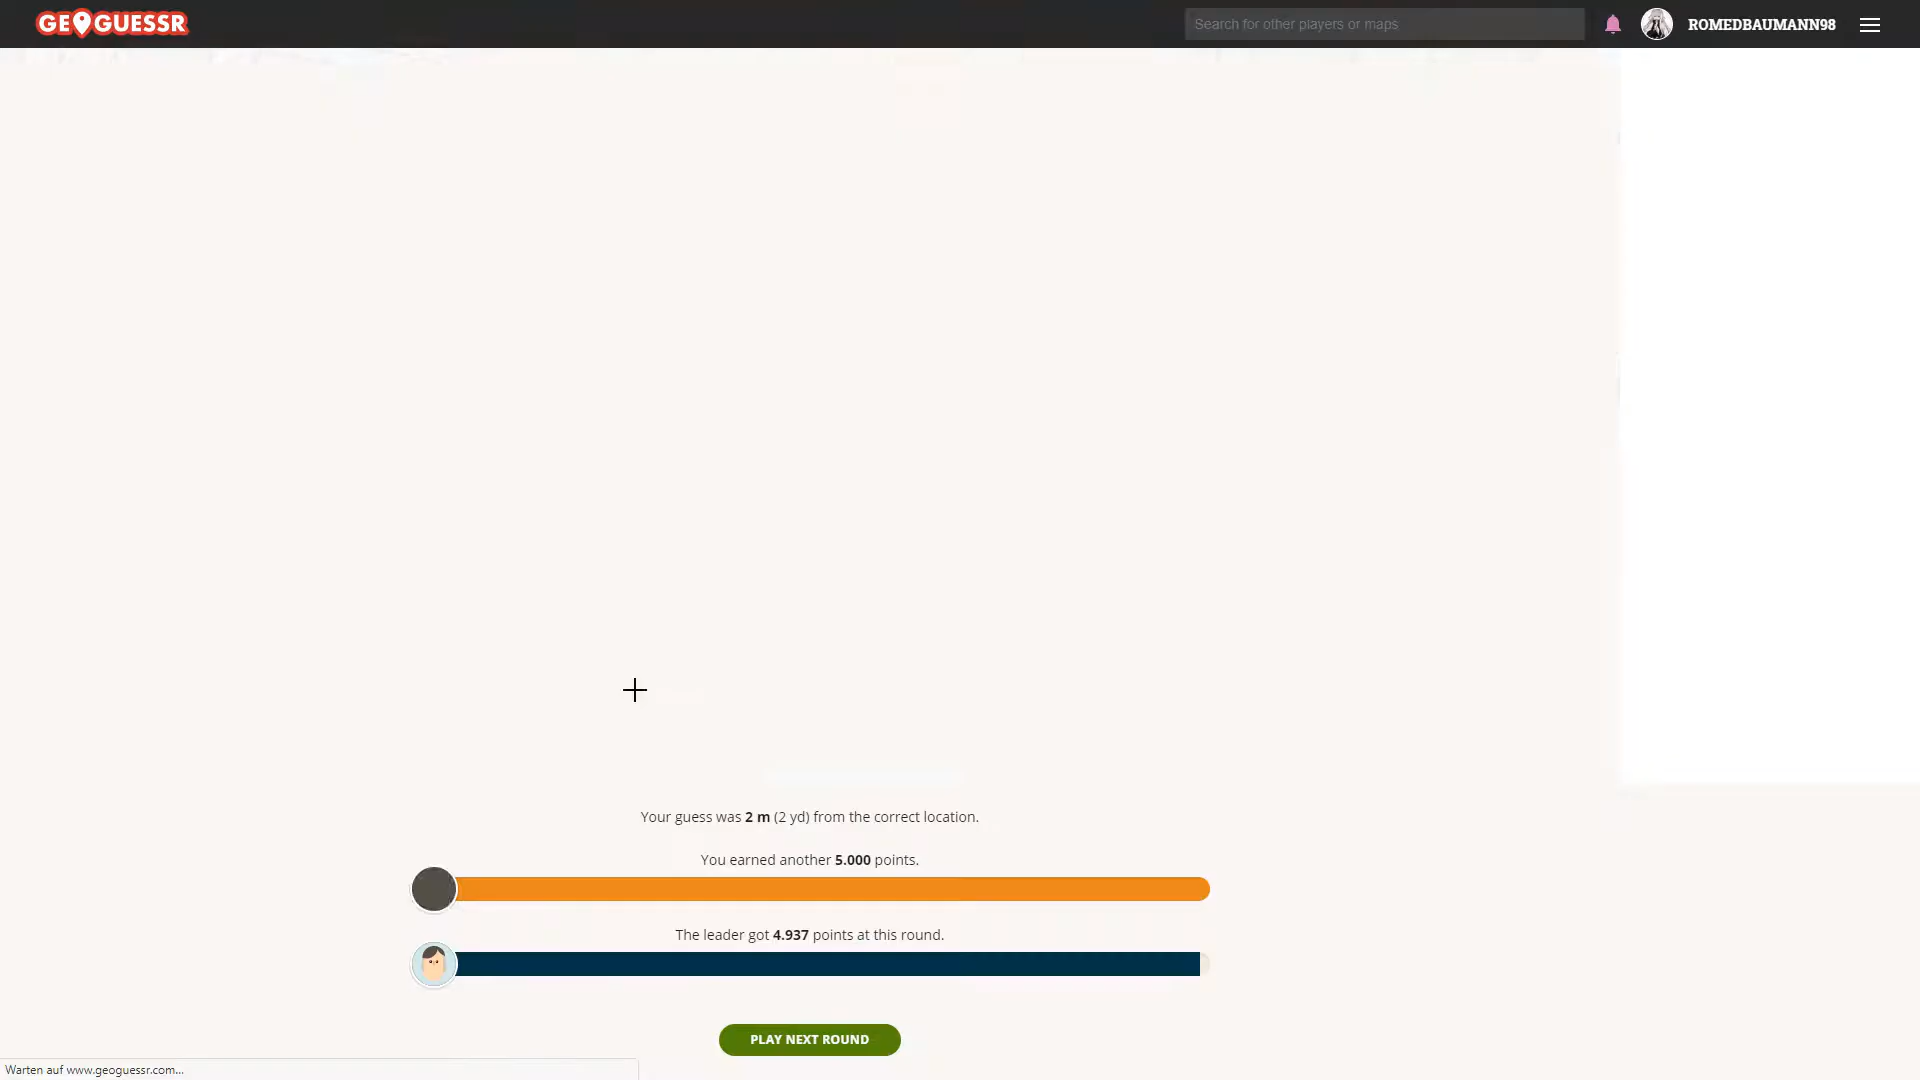 GEOGUESSR
Search for other players or maps
ROMEDBAUMANN98
Your guess was 2 m (2 yd) from the correct location.
You earned another 5.000 points.
The leader got 4.937 points at this round.
PLAY NEXT ROUND
Warten auf www.geoguessr.com...